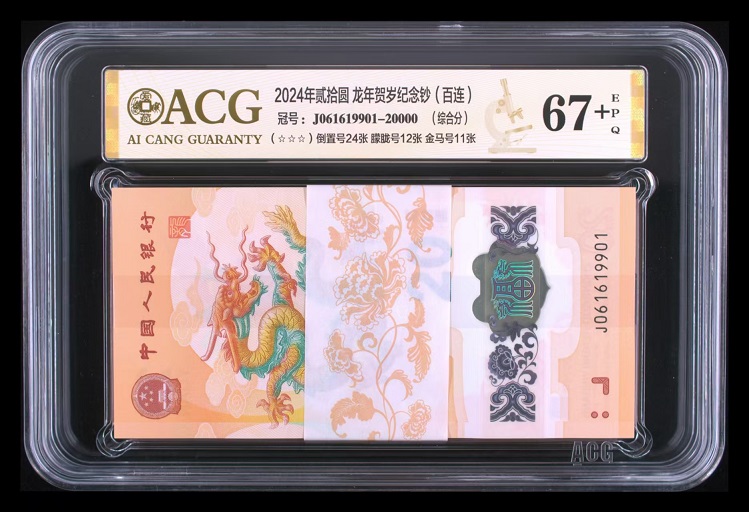 ACG
AI CANG GUARANTY
2024年贰拾圆 龙年贺岁纪念钞（百连）
冠号：J061619901-20000 （综合分）
(☆☆☆) 倒置号24张 朦胧号12张 金马号11张
67+
EPQ
中国人民银行
J061619901
ACG